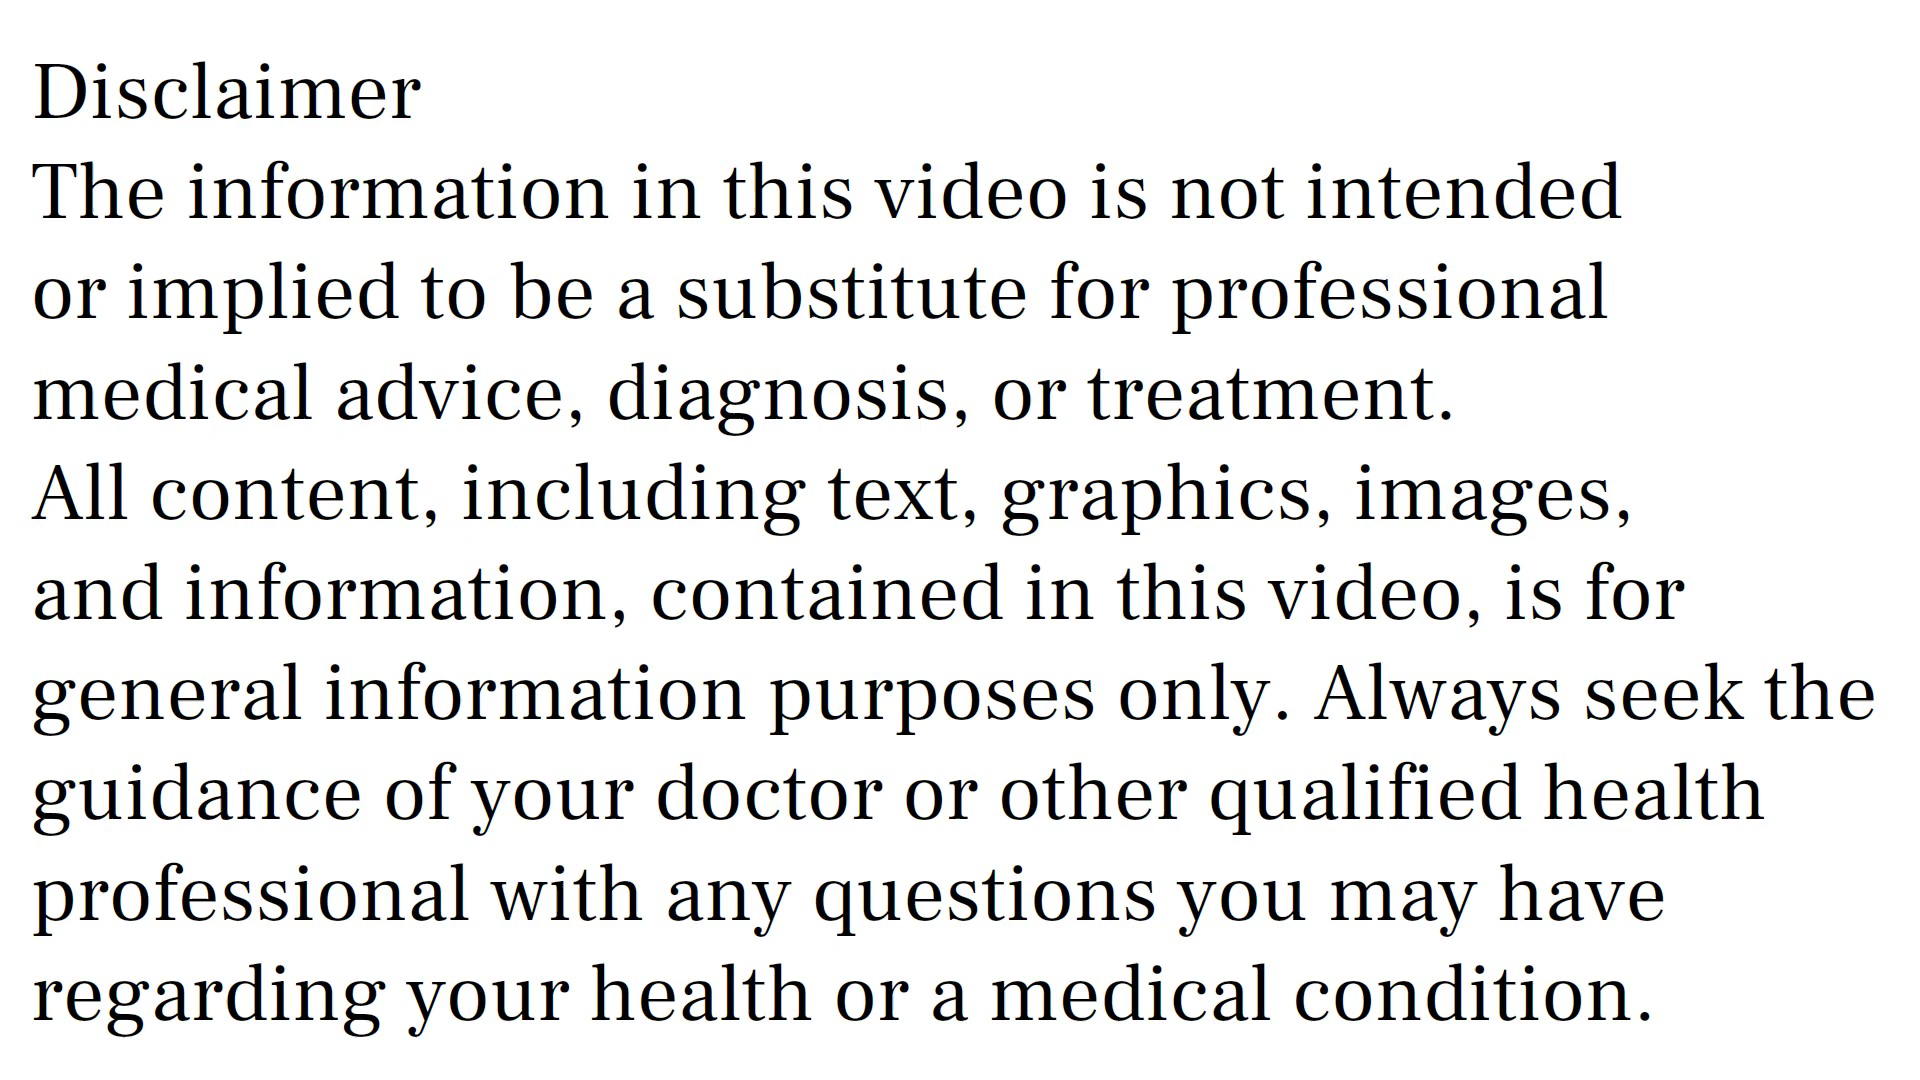 Disclaimer
The information in this video is not intended
or implied to be a substitute for professional
medical advice, diagnosis, or treatment.
All content, including text, graphics, images,
and information, contained in this video, is for
general information purposes only. Always seek the
guidance of your doctor or other qualified health
professional with any questions you may have
regarding your health or a medical condition.